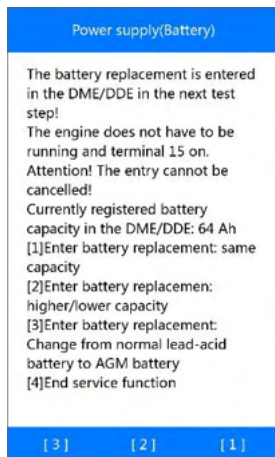 Power supply(Battery)
The battery replacement is entered
in the DME/DDE in the next test
step!
The engine does not have to be
running and terminal 15 on.
Attention! The entry cannot be
cancelled!
Currently registered battery
capacity in the DME/DDE: 64 Ah
[1]Enter battery replacement: same
capacity
[2]Enter battery replacemen:
higher/lower capacity
[3]Enter battery replacement:
Change from normal lead-acid
battery to AGM battery
[4]End service function
[3] [2] [1]